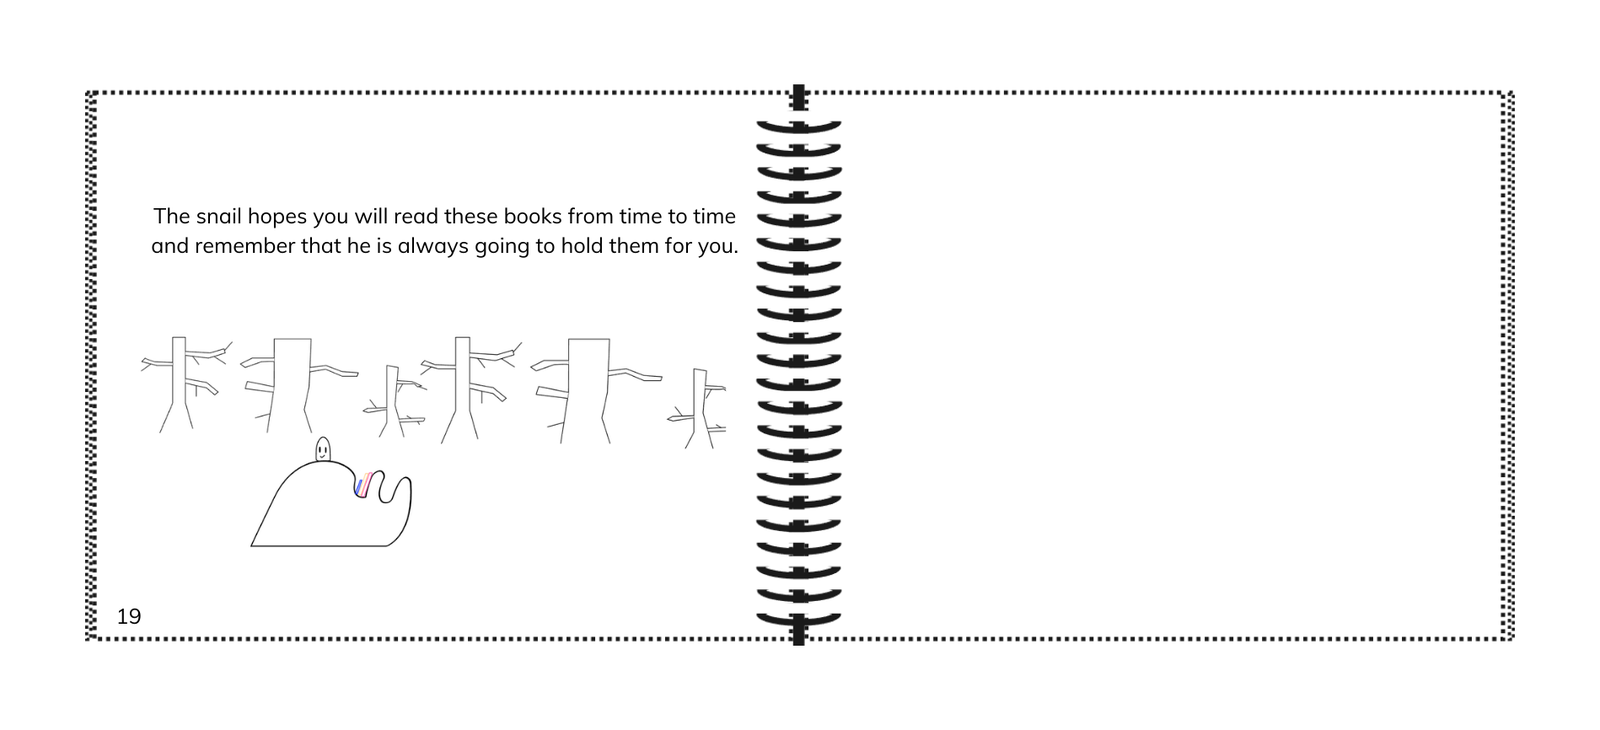 The snail hopes you will read these books from time to time
and remember that he is always going to hold them for you.
19